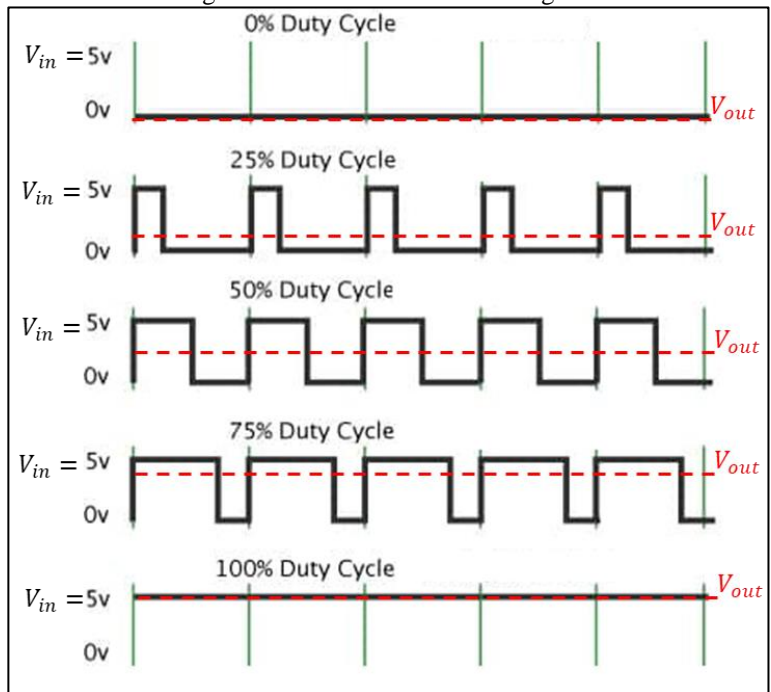 0% Duty Cycle
V_in = 5v
0v
V_out
25% Duty Cycle
V_in = 5v
V_out
0v
50% Duty Cycle
V_in = 5v
V_out
0v
75% Duty Cycle
V_in = 5v
V_out
0v
100% Duty Cycle
V_in = 5v
V_out
0v